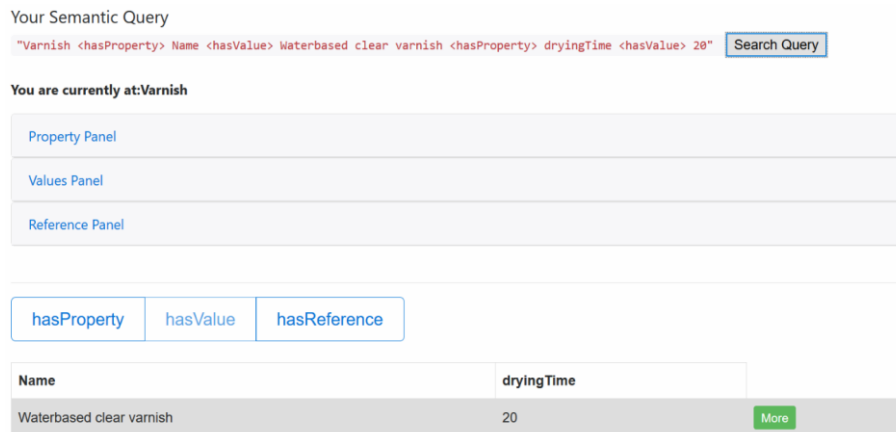 Your Semantic Query
"Varnish <hasProperty> Name <hasValue> Waterbased clear varnish <hasProperty> dryingTime <hasValue> 20" Search Query
You are currently at:Varnish
Property Panel
Values Panel
Reference Panel
hasProperty hasValue hasReference
Name dryingTime
Waterbased clear varnish 20 More